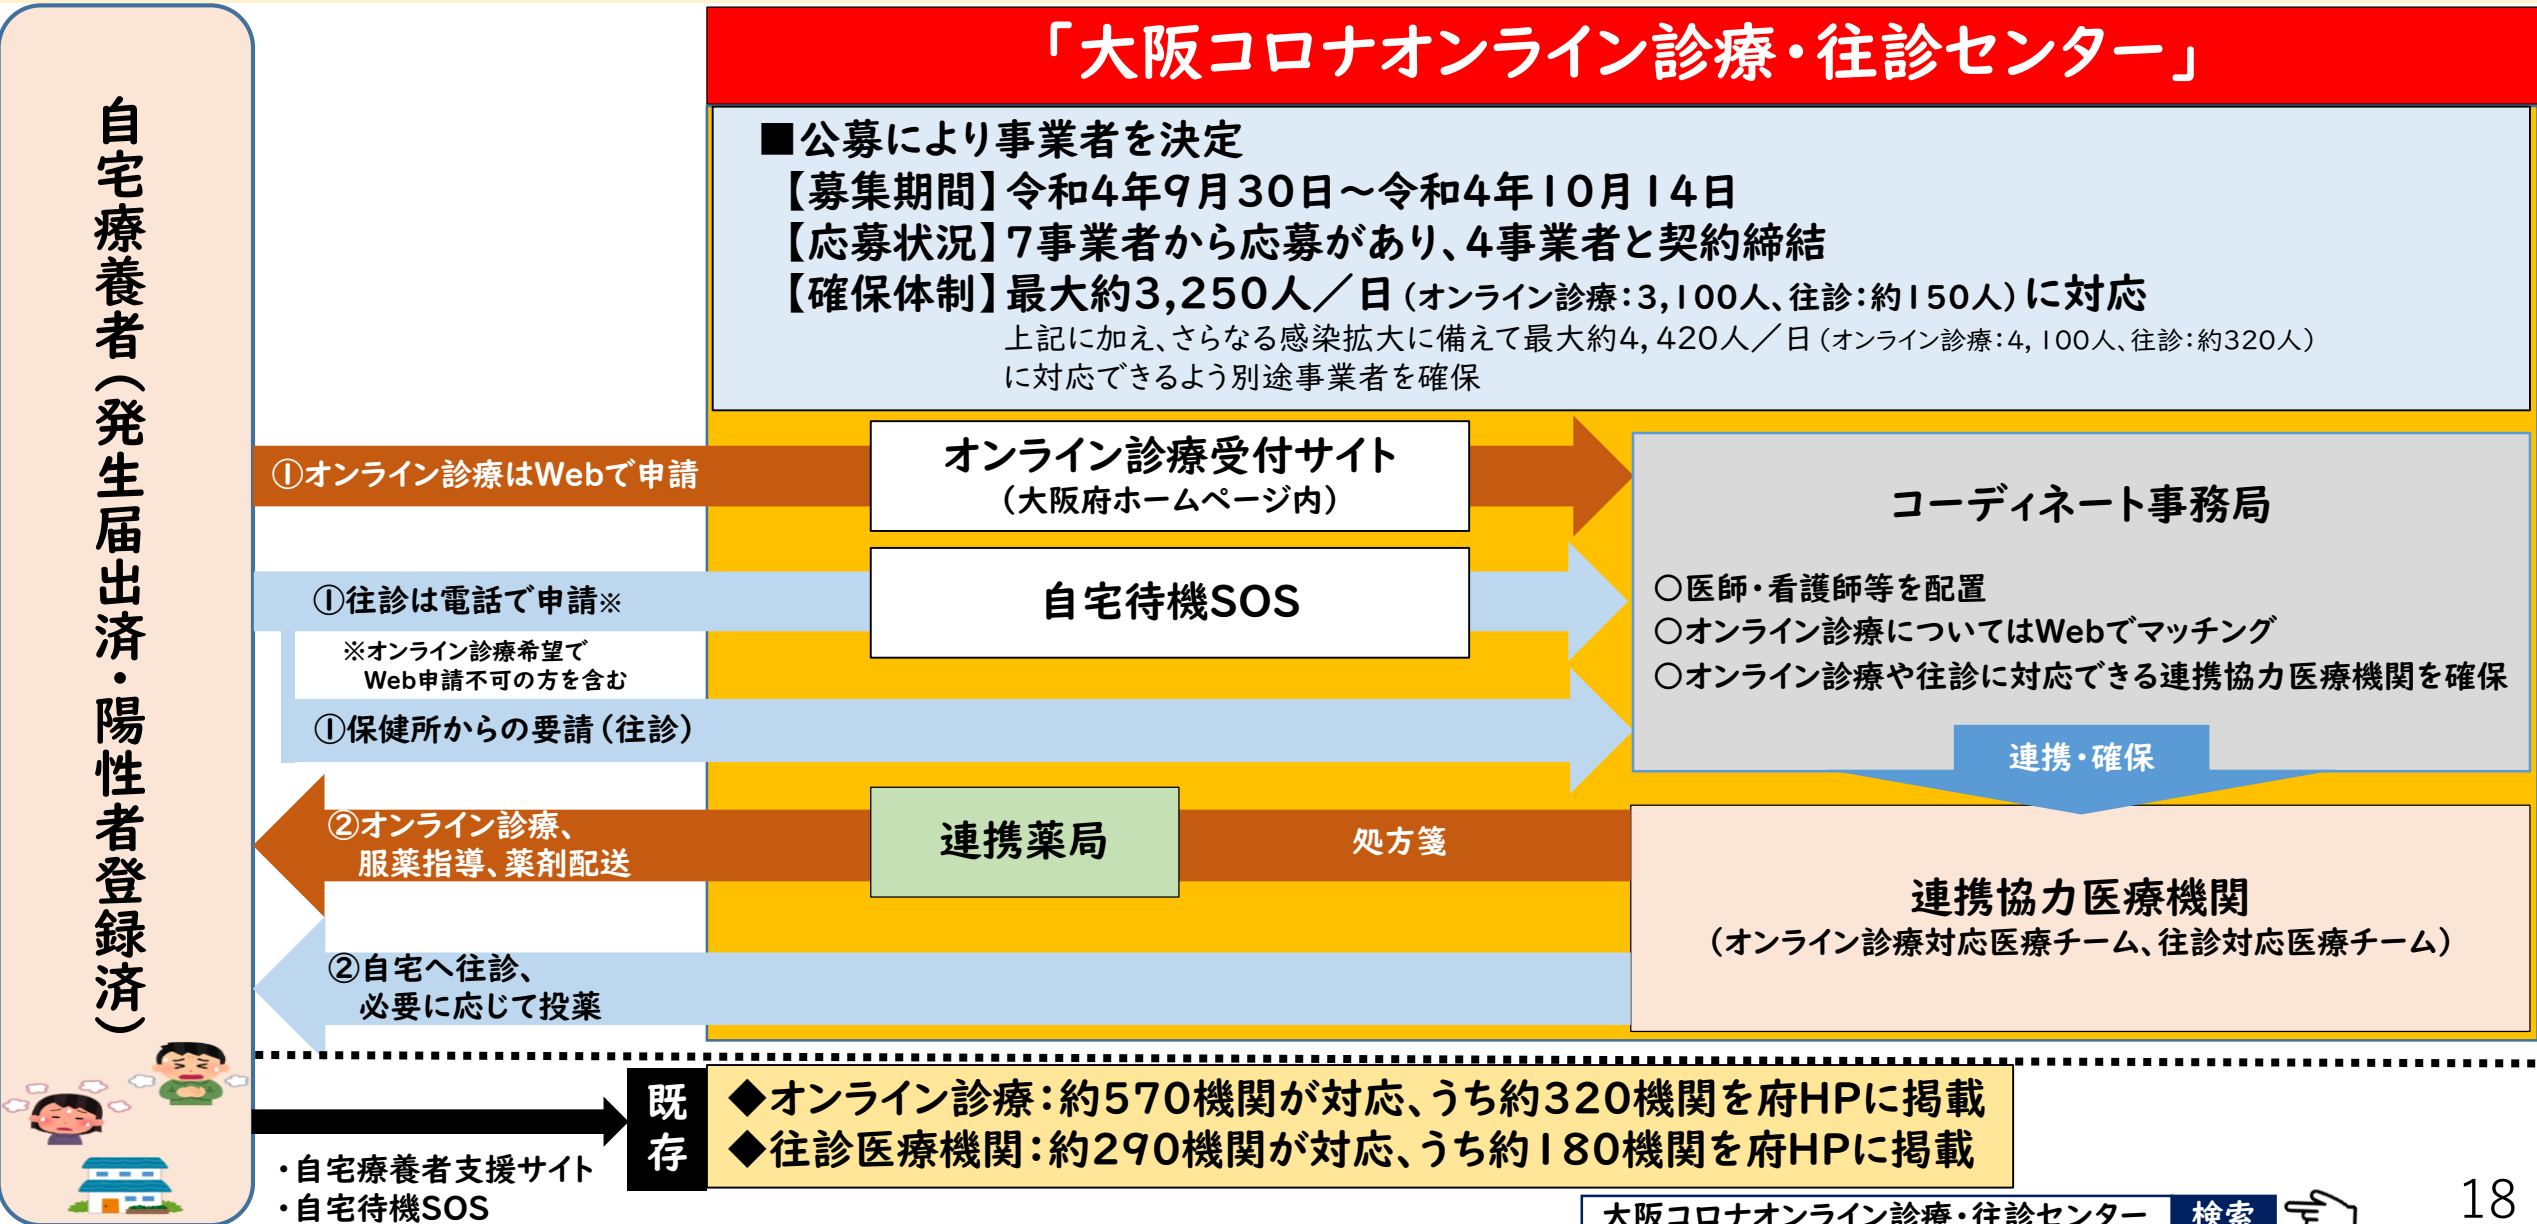 「大阪コロナオンライン診療・往診センター」
自宅療養者（発生届出済・陽性者登録済）
■公募により事業者を決定
【募集期間】令和4年9月30日～令和4年10月14日
【応募状況】7事業者から応募があり、4事業者と契約締結
【確保体制】最大約3,250人／日（オンライン診療：3,100人、往診：約150人）に対応
上記に加え、さらなる感染拡大に備えて最大約4,420人／日（オンライン診療：4,100人、往診：約320人）
に対応できるよう別途事業者を確保
①オンライン診療はWebで申請
オンライン診療受付サイト
（大阪府ホームページ内）
①往診は電話で申請※
自宅待機SOS
※オンライン診療希望で
Web申請不可の方を含む
①保健所からの要請（往診）
コーディネート事務局
○医師・看護師等を配置
○オンライン診療についてはWebでマッチング
○オンライン診療や往診に対応できる連携協力医療機関を確保
連携・確保
②オンライン診療、
服薬指導、薬剤配送
連携薬局
処方箋
連携協力医療機関
（オンライン診療対応医療チーム、往診対応医療チーム）
②自宅へ往診、
必要に応じて投薬
既存
◆オンライン診療：約570機関が対応、うち約320機関を府HPに掲載
◆往診医療機関：約290機関が対応、うち約180機関を府HPに掲載
・自宅療養者支援サイト
・自宅待機SOS
大阪コロナオンライン診療・往診センター 検索
18